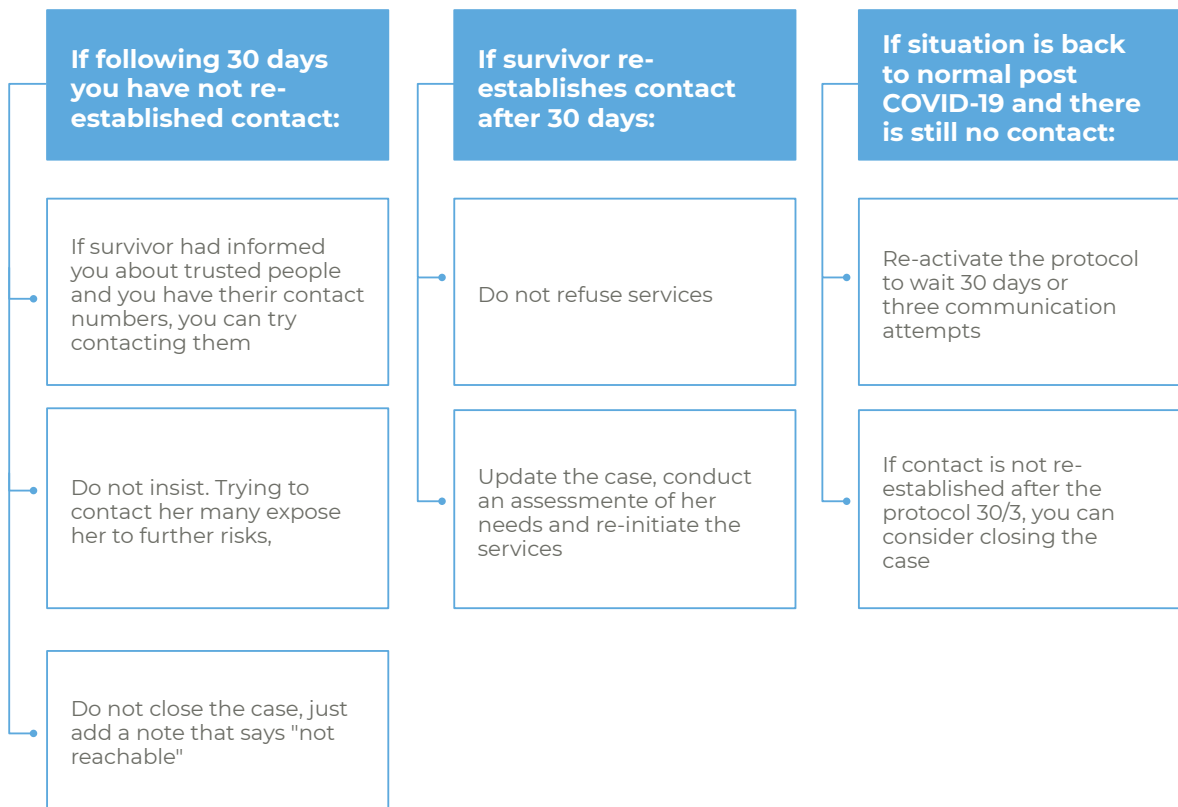 If following 30 days
you have not re-
established contact:
If survivor had informed
you about trusted people
and you have therir contact
numbers, you can try
contacting them
Do not insist. Trying to
contact her many expose
her to further risks,
Do not close the case, just
add a note that says "not
reachable"
If survivor re-
establishes contact
after 30 days:
Do not refuse services
Update the case, conduct
an assessmente of her
needs and re-initiate the
services
If situation is back
to normal post
COVID-19 and there
is still no contact:
Re-activate the protocol
to wait 30 days or
three communication
attempts
If contact is not re-
established after the
protocol 30/3, you can
consider closing the
case